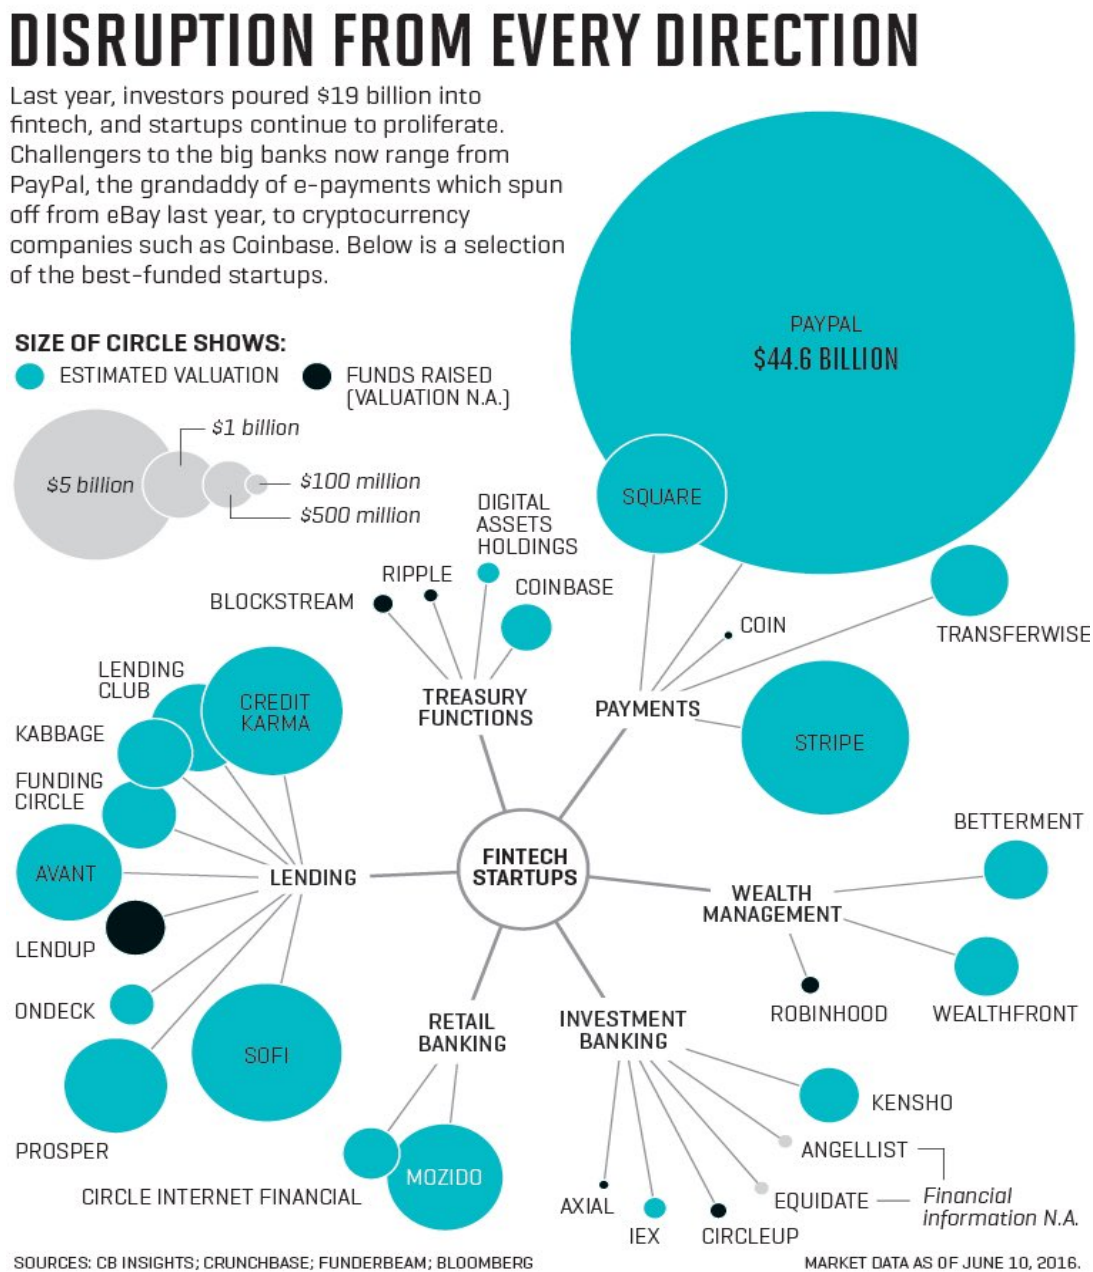 DISRUPTION FROM EVERY DIRECTION
Last year, investors poured $19 billion into
fintech, and startups continue to proliferate.
Challengers to the big banks now range from
PayPal, the grandaddy of e-payments which spun
off from eBay last year, to cryptocurrency
companies such as Coinbase. Below is a selection
of the best-funded startups.
SIZE OF CIRCLE SHOWS:
ESTIMATED VALUATION
FUNDS RAISED
(VALUATION N.A.)
$1 billion
$5 billion
$100 million
$500 million
PAYPAL
$44.6 BILLION
SQUARE
DIGITAL
ASSETS
HOLDINGS
RIPPLE
COINBASE
BLOCKSTREAM
COIN
TRANSFERWISE
TREASURY
FUNCTIONS
PAYMENTS
STRIPE
LENDING
CLUB
CREDIT
KARMA
KABBAGE
FUNDING
CIRCLE
AVANT
LENDING
LENDUP
ONDECK
SOFI
PROSPER
FINTECH
STARTUPS
BETTERMENT
WEALTH
MANAGEMENT
ROBINHOOD
WEALTHFRONT
RETAIL
BANKING
INVESTMENT
BANKING
MOZIDO
CIRCLE INTERNET FINANCIAL
KENSHO
ANGELLIST
EQUIDATE
Financial
information N.A.
AXIAL
IEX
CIRCLEUP
SOURCES: CB INSIGHTS; CRUNCHBASE; FUNDERBEAM; BLOOMBERG
MARKET DATA AS OF JUNE 10, 2016.